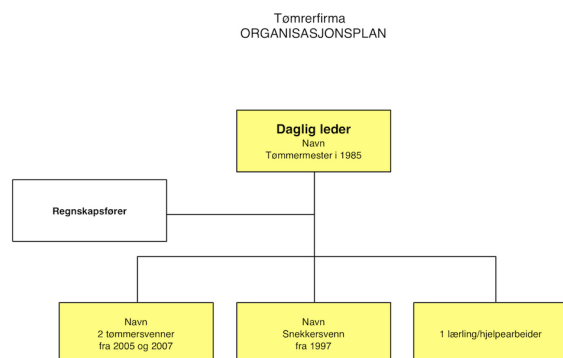 Tømrerfirma
ORGANISASJONSPLAN
Daglig leder
Navn
Tømmermester i 1985
Regnskapsfører
Navn
2 tømmersvenner
fra 2005 og 2007
Navn
Snekkersvenn
fra 1997
1 lærling/hjelpearbeider